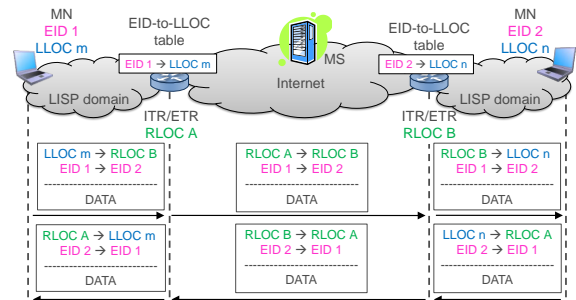 MN
EID 1
LLOC m
EID-to-LLOC
table
EID 1 → LLOC m
MS
Internet
EID-to-LLOC
table
EID 2 → LLOC n
MN
EID 2
LLOC n
LISP domain
LISP domain
ITR/ETR
RLOC A
ITR/ETR
RLOC B
LLOC m → RLOC B
EID 1 → EID 2
----------------------------
DATA
RLOC A → RLOC B
EID 1 → EID 2
----------------------------
DATA
RLOC B → LLOC n
EID 1 → EID 2
----------------------------
DATA
RLOC A → LLOC m
EID 2 → EID 1
----------------------------
DATA
RLOC B → RLOC A
EID 2 → EID 1
----------------------------
DATA
LLOC n → RLOC A
EID 2 → EID 1
----------------------------
DATA